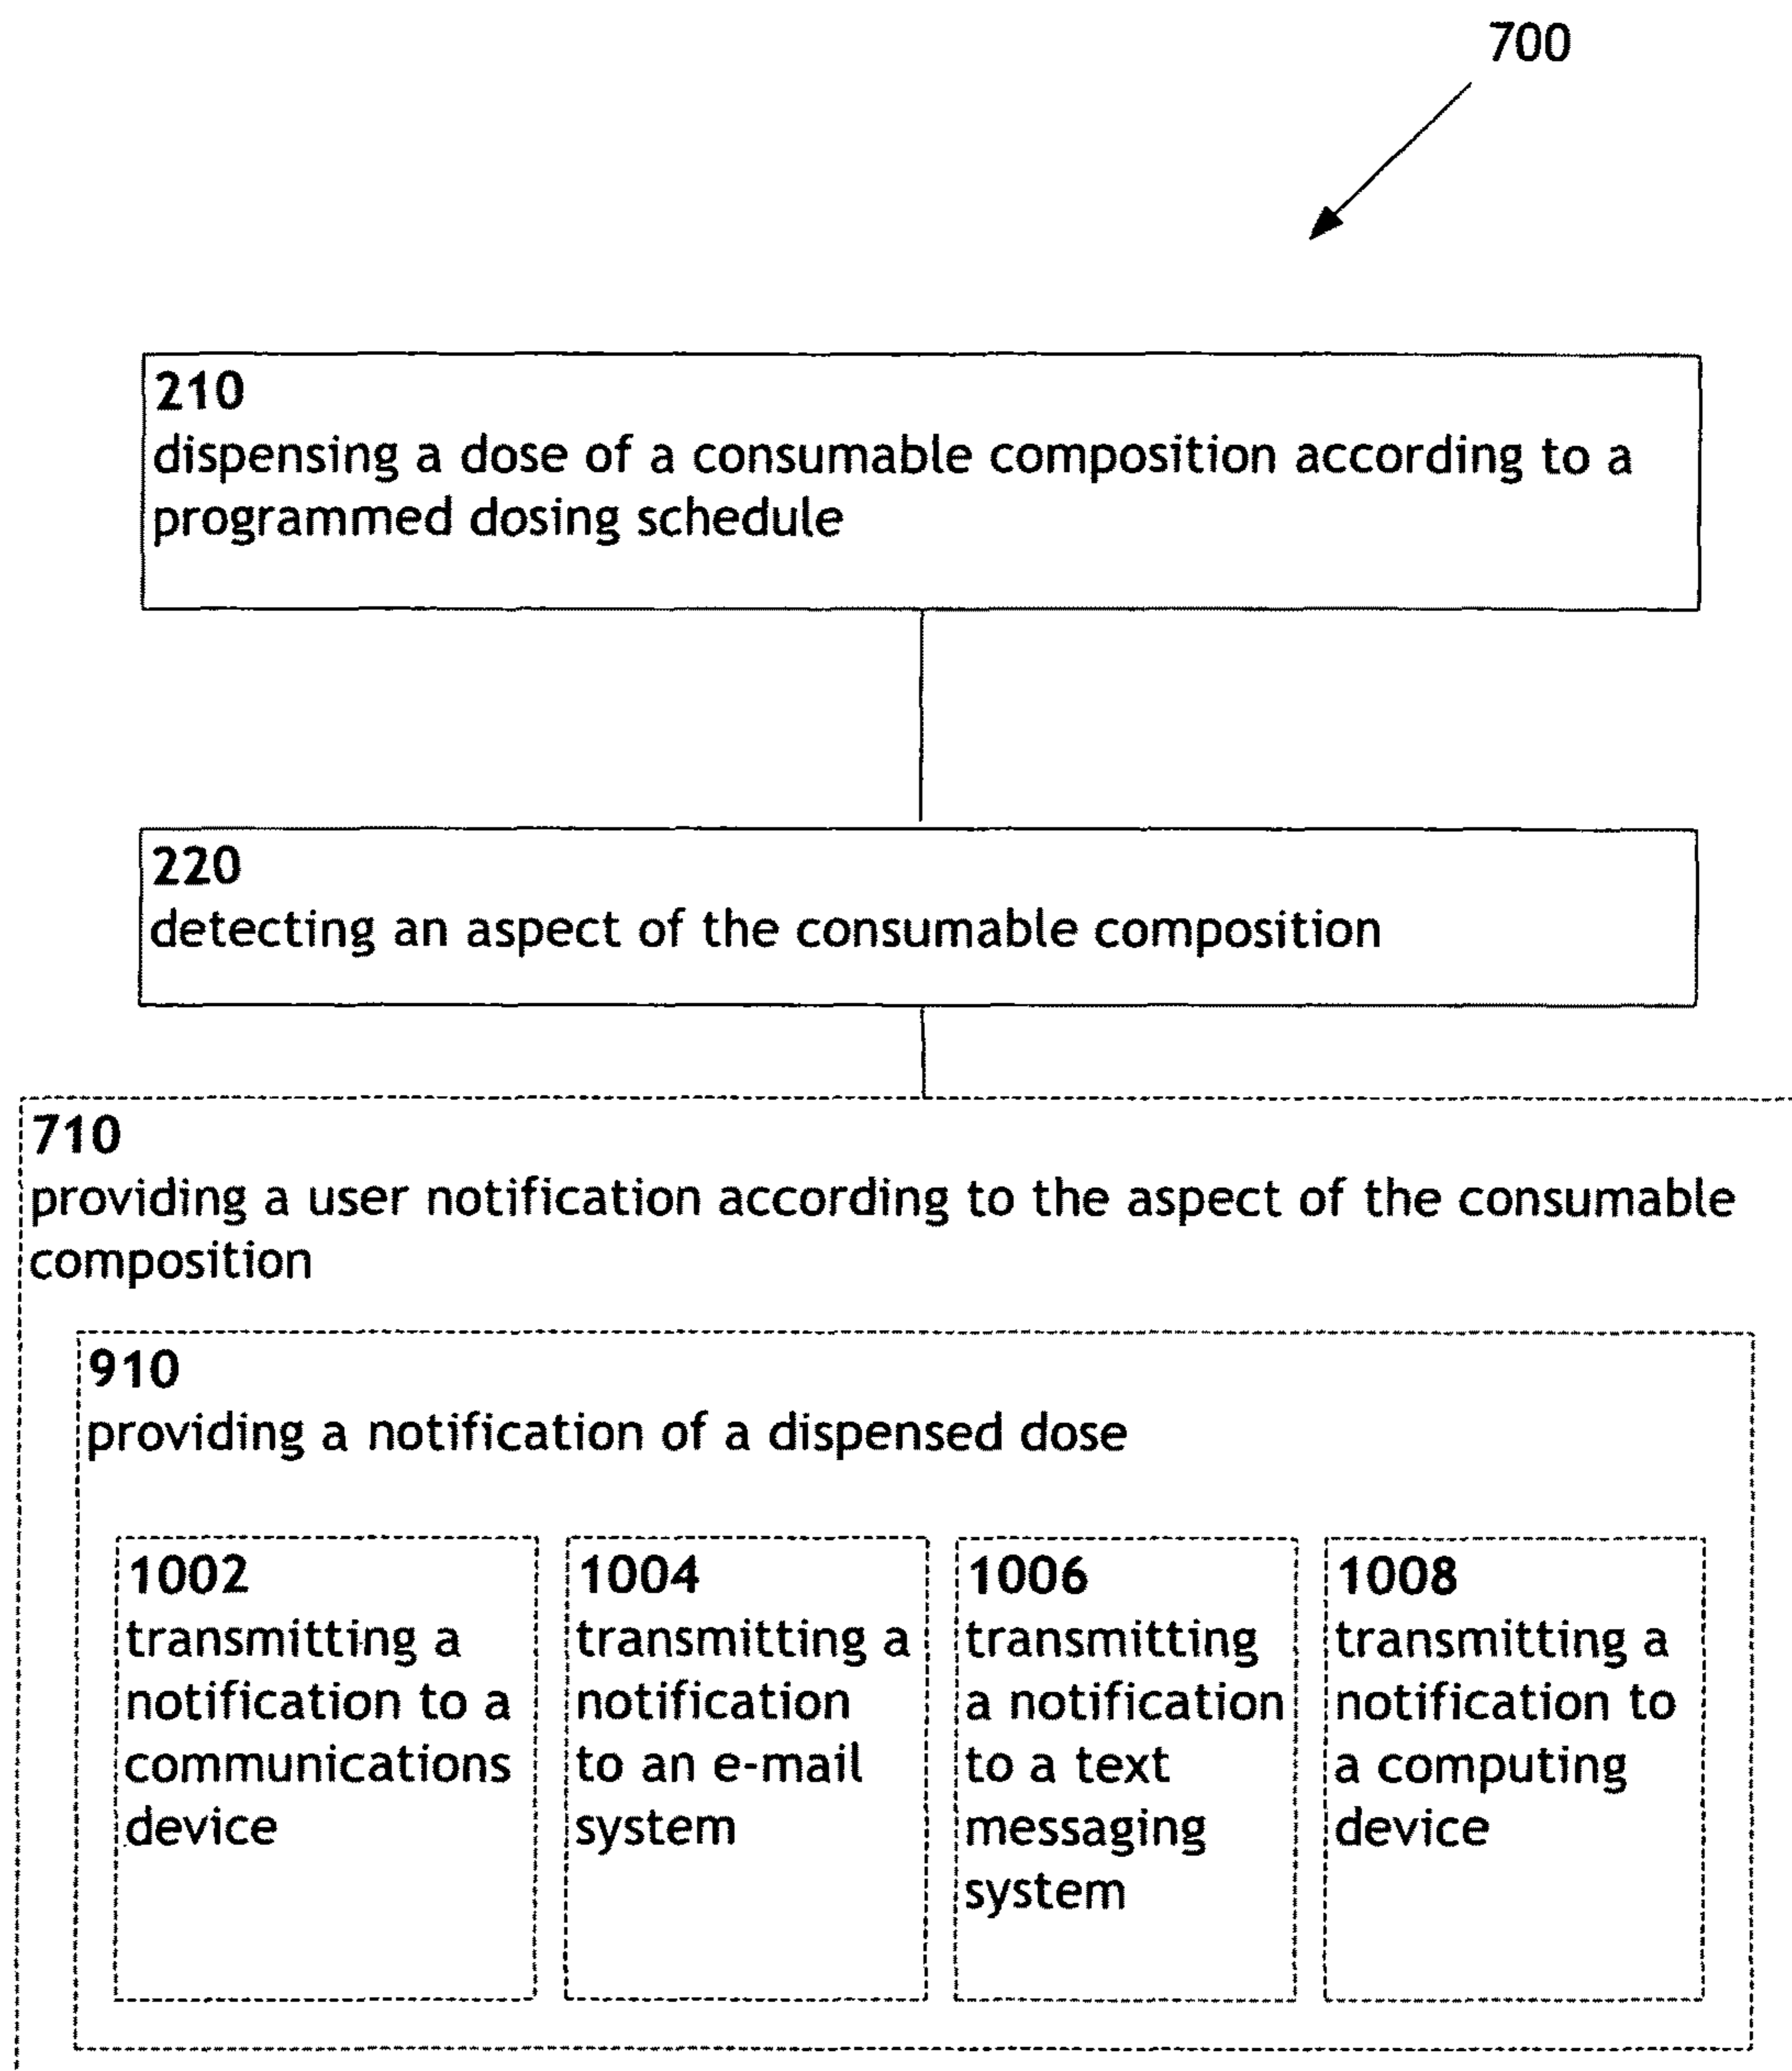 700
210
dispensing a dose of a consumable composition according to a
programmed dosing schedule
220
detecting an aspect of the consumable composition
710
providing a user notification according to the aspect of the consumable
composition
910
providing a notification of a dispensed dose
1002
transmitting a
notification to a
communications
device
1004
transmitting a
notification
to an e-mail
system
1006
transmitting
a notification
to a text
messaging
system
1008
transmitting a
notification to
a computing
device